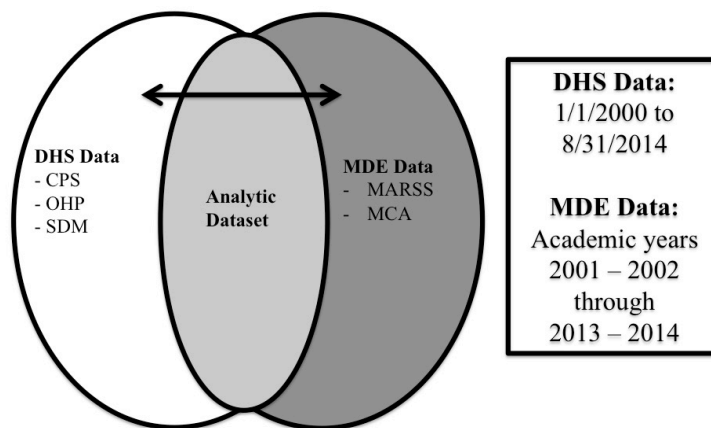 DHS Data
- CPS
- OHP
- SDM
Analytic
Dataset
MDE Data
- MARSS
- MCA
DHS Data:
1/1/2000 to
8/31/2014
MDE Data:
Academic years
2001 – 2002
through
2013 – 2014